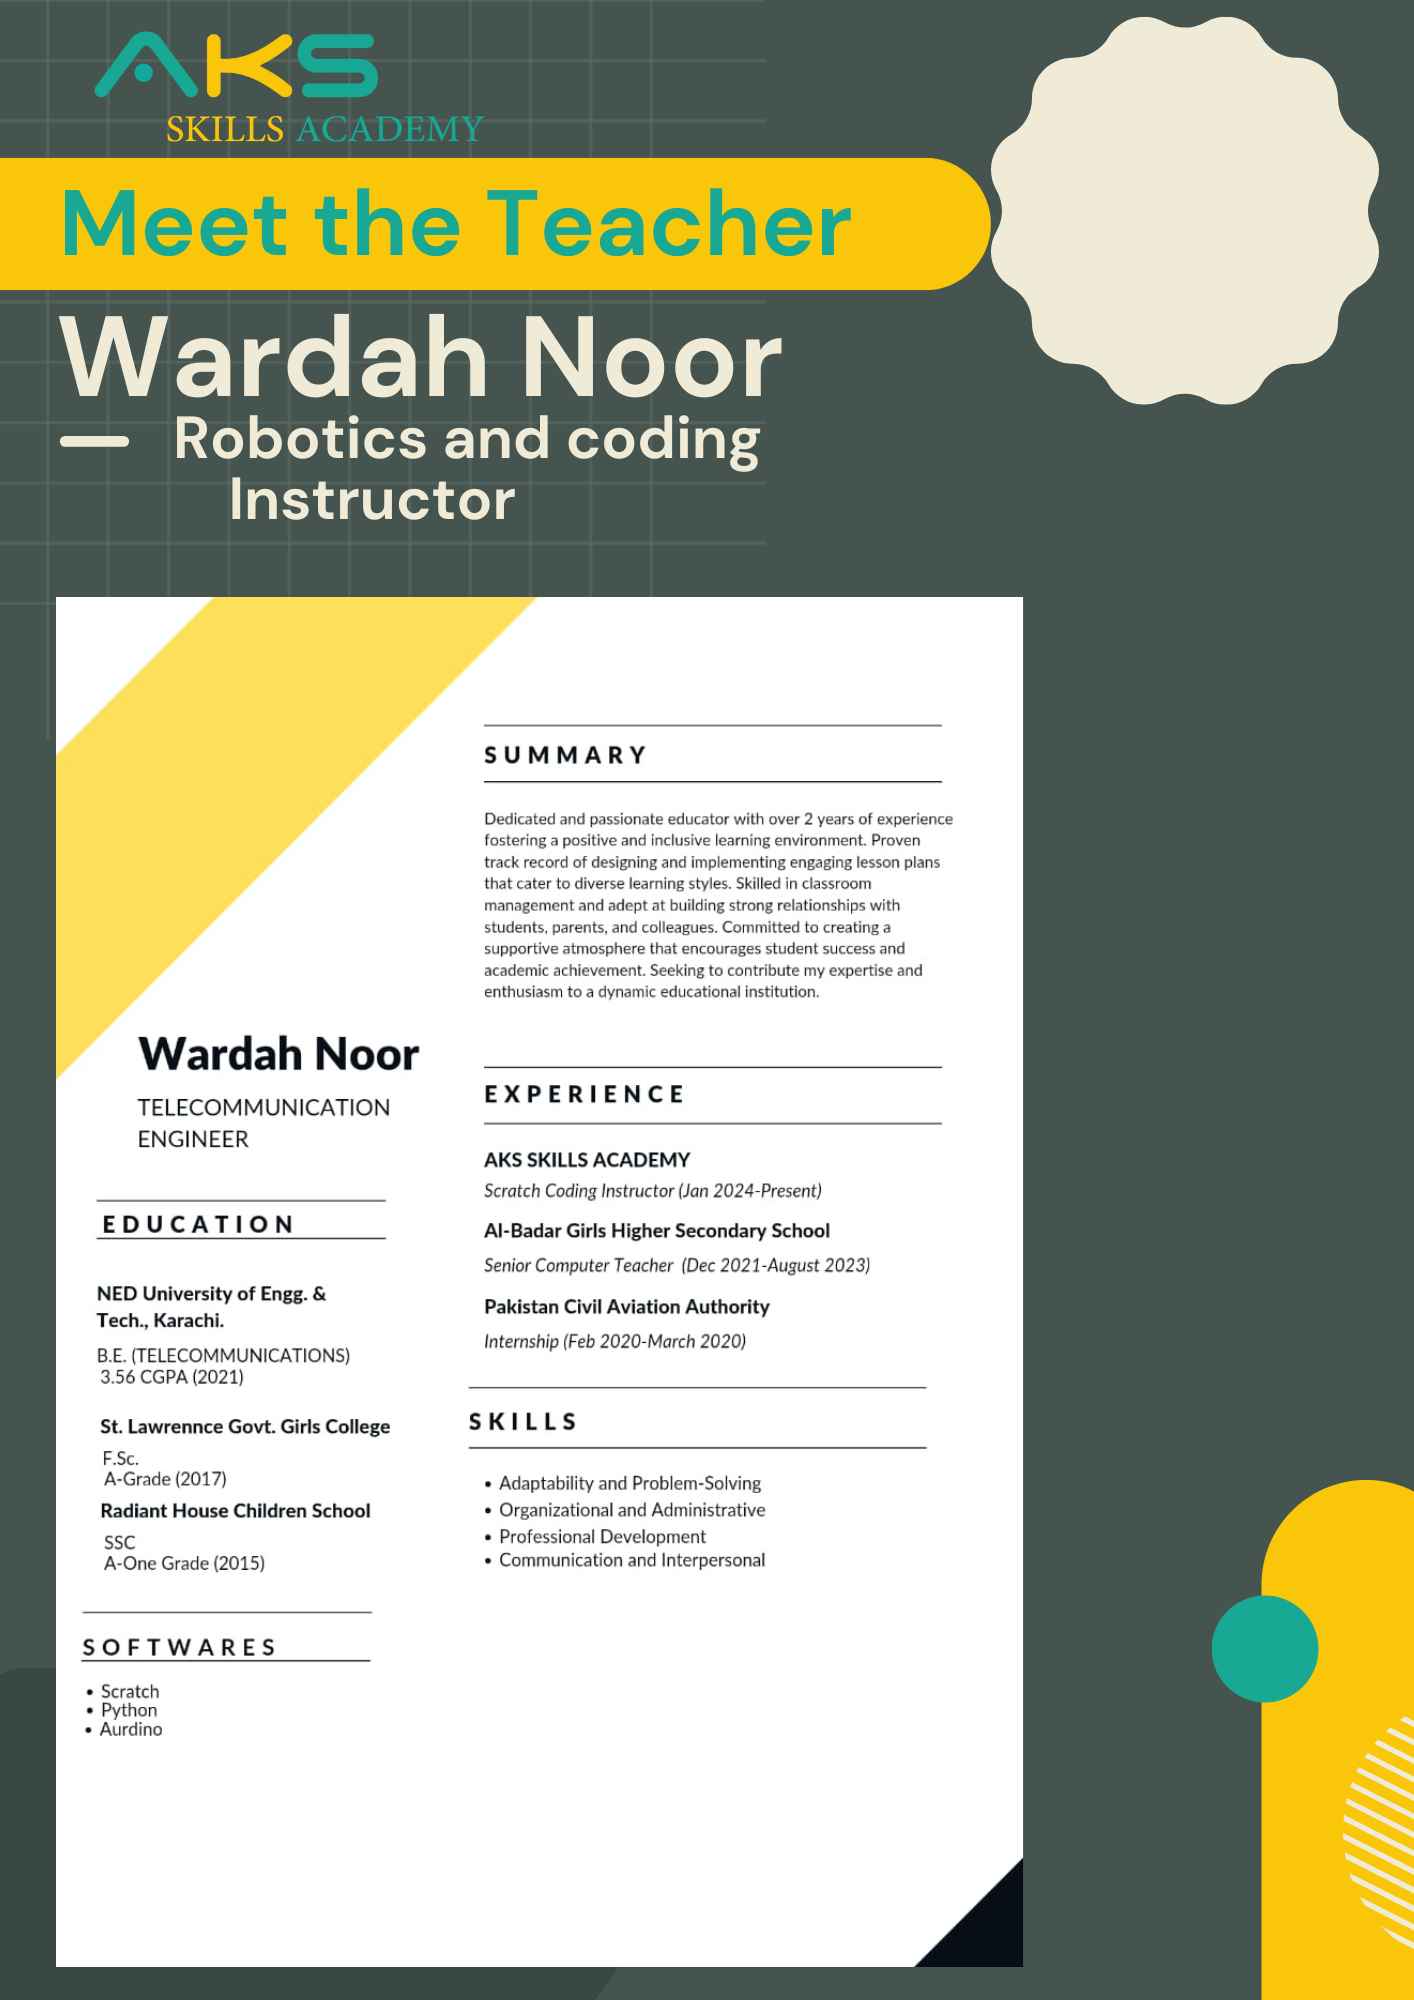 AKS
SKILLS ACADEMY
Meet the Teacher
Wardah Noor
Robotics and coding
Instructor
SUMMARY
Dedicated and passionate educator with over 2 years of experience
fostering a positive and inclusive learning environment. Proven
track record of designing and implementing engaging lesson plans
that cater to diverse learning styles. Skilled in classroom
management and adept at building strong relationships with
students, parents, and colleagues. Committed to creating a
supportive atmosphere that encourages student success and
academic achievement. Seeking to contribute my expertise and
enthusiasm to a dynamic educational institution.
Wardah Noor
TELECOMMUNICATION
ENGINEER
EDUCATION
NED University of Engg. &
Tech., Karachi.
B.E. (TELECOMMUNICATIONS)
3.56 CGPA (2021)
St. Lawrennce Govt. Girls College
F.Sc.
A-Grade (2017)
Radiant House Children School
SSC
A-One Grade (2015)
SOFTWARES
• Scratch
• Python
• Aurdino
EXPERIENCE
AKS SKILLS ACADEMY
Scratch Coding Instructor (Jan 2024-Present)
Al-Badar Girls Higher Secondary School
Senior Computer Teacher (Dec 2021-August 2023)
Pakistan Civil Aviation Authority
Internship (Feb 2020-March 2020)
SKILLS
• Adaptability and Problem-Solving
• Organizational and Administrative
• Professional Development
• Communication and Interpersonal